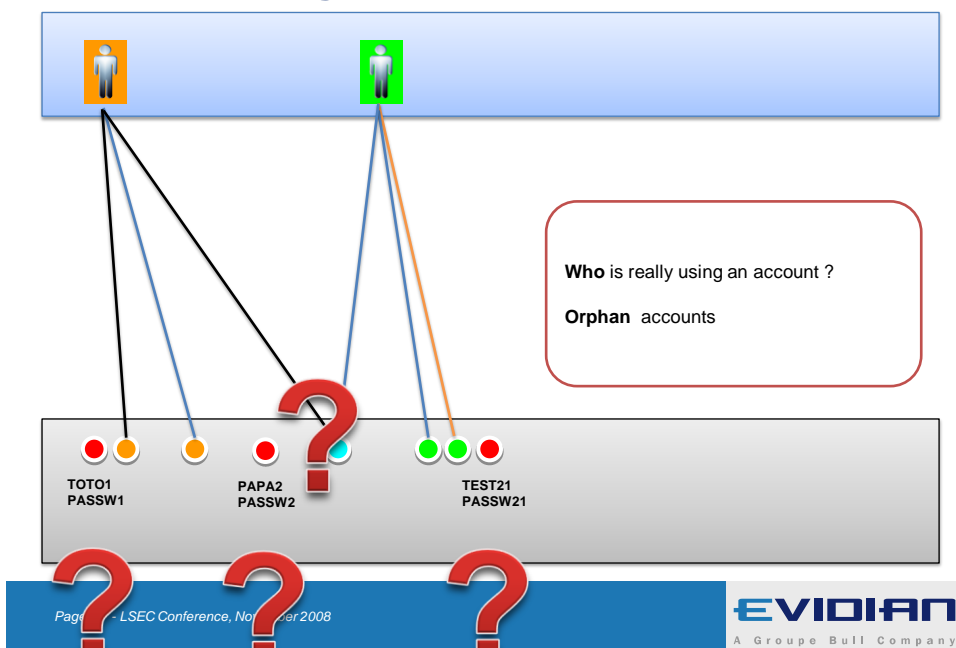 Who is really using an account ?
Orphan accounts
TOTO1
PASSW1
PAPA2
PASSW2
TEST21
PASSW21
- LSEC Conference, 2008
EVIDIAN
A Groupe Bull Company